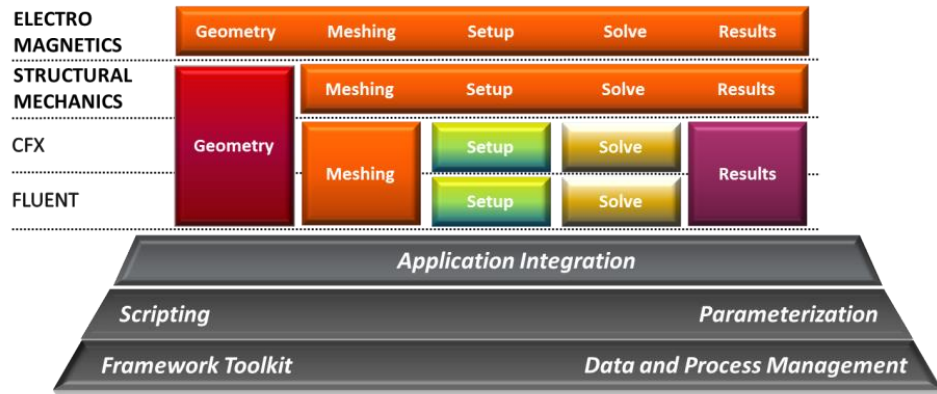 ELECTRO
MAGNETICS
Geometry Meshing Setup Solve Results
STRUCTURAL
MECHANICS
Meshing Setup Solve Results
CFX
Geometry
Setup Solve
Meshing
Results
FLUENT
Setup Solve
Application Integration
Scripting Parameterization
Framework Toolkit Data and Process Management